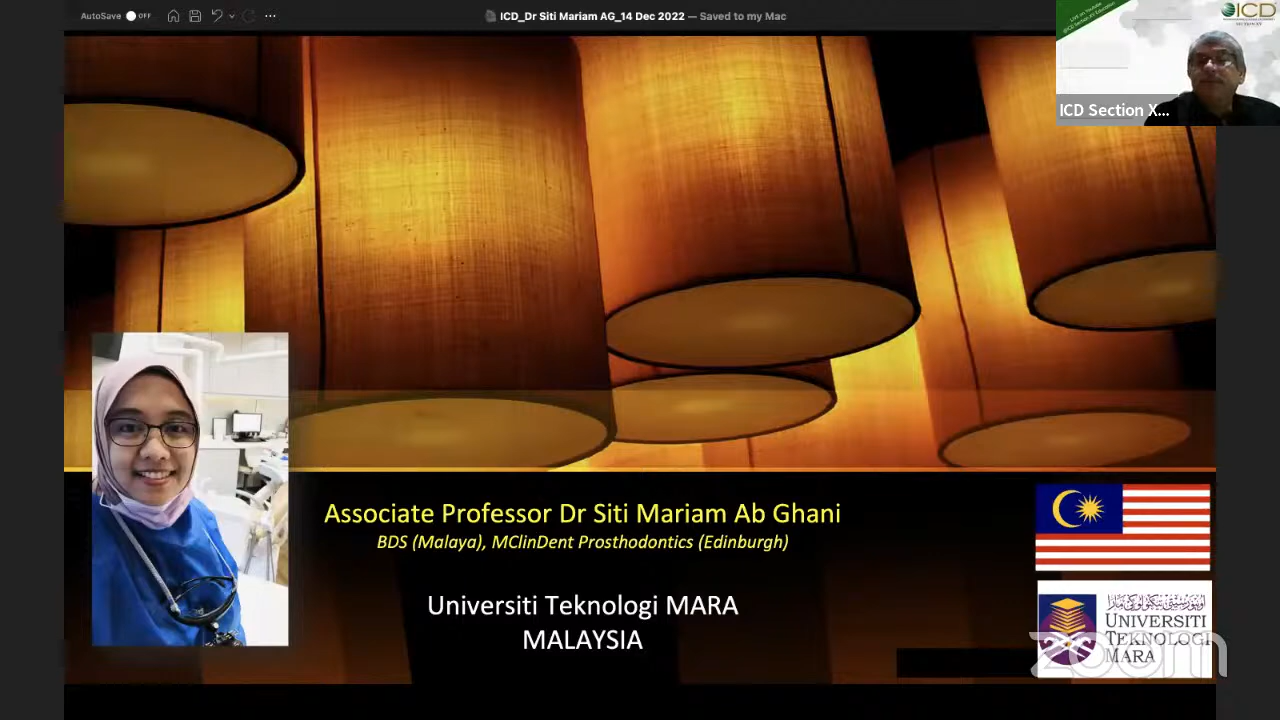 AutoSave OFF
ICD_Dr Siti Mariam AG_14 Dec 2022 — Saved to my Mac
ICD
ICD Section X...
Associate Professor Dr Siti Mariam Ab Ghani
BDS (Malaya), MClinDent Prosthodontics (Edinburgh)
Universiti Teknologi MARA
MALAYSIA
UNIVERSITI
TEKNOLOGI
MARA
zoom